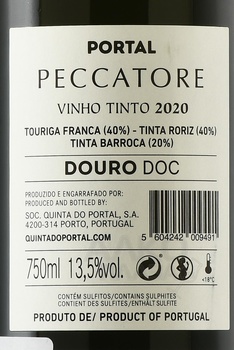 PORTAL
PECCATORE
VINHO TINTO 2020
TOURIGA FRANCA (40%) - TINTA RORIZ (40%)
TINTA BARROCA (20%)
DOURO DOC
PRODUZIDO E ENGARRAFADO POR:
PRODUCED AND BOTTLED BY:
SOC. QUINTA DO PORTAL, S.A.
4200-314 PORTO, PORTUGAL
QUINTADOPORTAL.COM
5 604242 009491
750ml 13,5%vol.
+18°C
CONTÉM SULFITOS/CONTAINS SULPHITES
CONTIENT DES SULFITES/ENTHÄLT SULFITE
PRODUTO DE/ PRODUCT OF PORTUGAL